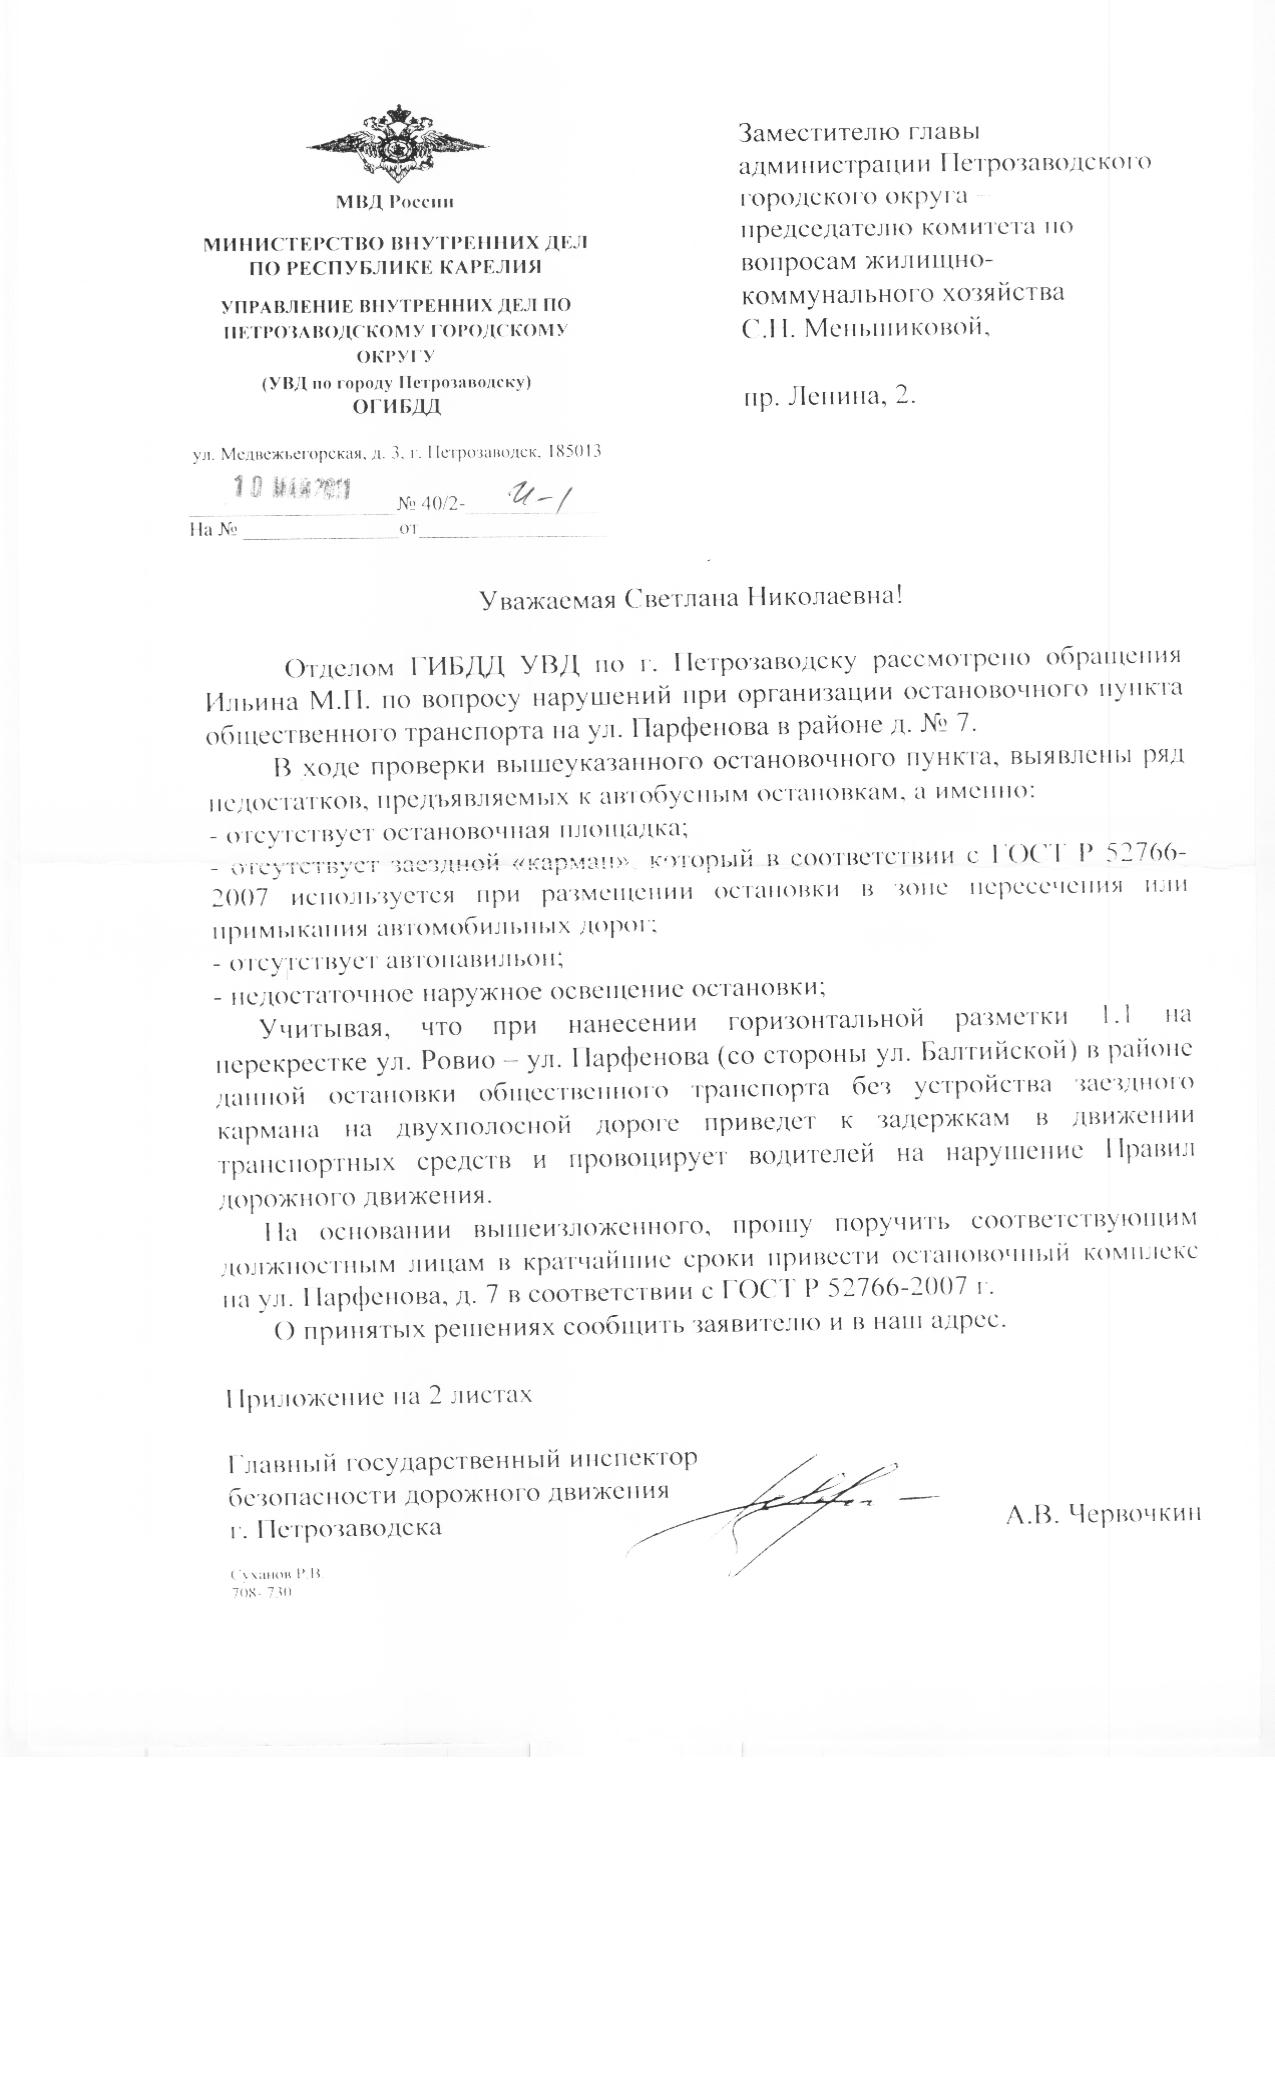 МВД России
МИНИСТЕРСТВО ВНУТРЕННИХ ДЕЛ
ПО РЕСПУБЛИКЕ КАРЕЛИЯ
УПРАВЛЕНИЕ ВНУТРЕННИХ ДЕЛ ПО
ПЕТРОЗАВОДСКОМУ ГОРОДСКОМУ
ОКРУГУ
(УВД по городу Петрозаводску)
ОГИБДД
ул. Медвежьегорская, д. 3, г. Петрозаводск, 185013
10 МАЯ 2011 № 40/2- И-1
На № от
Заместителю главы
администрации Петрозаводского
городского округа –
председателю комитета по
вопросам жилищно-
коммунального хозяйства
С.Н. Меньшиковой,
пр. Ленина, 2.
Уважаемая Светлана Николаевна!
Отделом ГИБДД УВД по г. Петрозаводску рассмотрено обращения
Ильина М.П. по вопросу нарушений при организации остановочного пункта
общественного транспорта на ул. Парфенова в районе д. № 7.
В ходе проверки вышеуказанного остановочного пункта, выявлены ряд
недостатков, предъявляемых к автобусным остановкам, а именно:
- отсутствует остановочная площадка;
- отсутствует заездной «карман», который в соответствии с ГОСТ Р 52766-
2007 используется при размещении остановки в зоне пересечения или
примыкания автомобильных дорог;
- отсутствует автопавильон;
- недостаточное наружное освещение остановки;
Учитывая, что при нанесении горизонтальной разметки 1.1 на
перекрестке ул. Ровио – ул. Парфенова (со стороны ул. Балтийской) в районе
данной остановки общественного транспорта без устройства заездного
кармана на двухполосной дороге приведет к задержкам в движении
транспортных средств и провоцирует водителей на нарушение Правил
дорожного движения.
На основании вышеизложенного, прошу поручить соответствующим
должностным лицам в кратчайшие сроки привести остановочный комплекс
на ул. Парфенова, д. 7 в соответствии с ГОСТ Р 52766-2007 г.
О принятых решениях сообщить заявителю и в наш адрес.
Приложение на 2 листах
Главный государственный инспектор
безопасности дорожного движения
г. Петрозаводска
А.В. Червочкин
Суханов Р.В.
708- 730